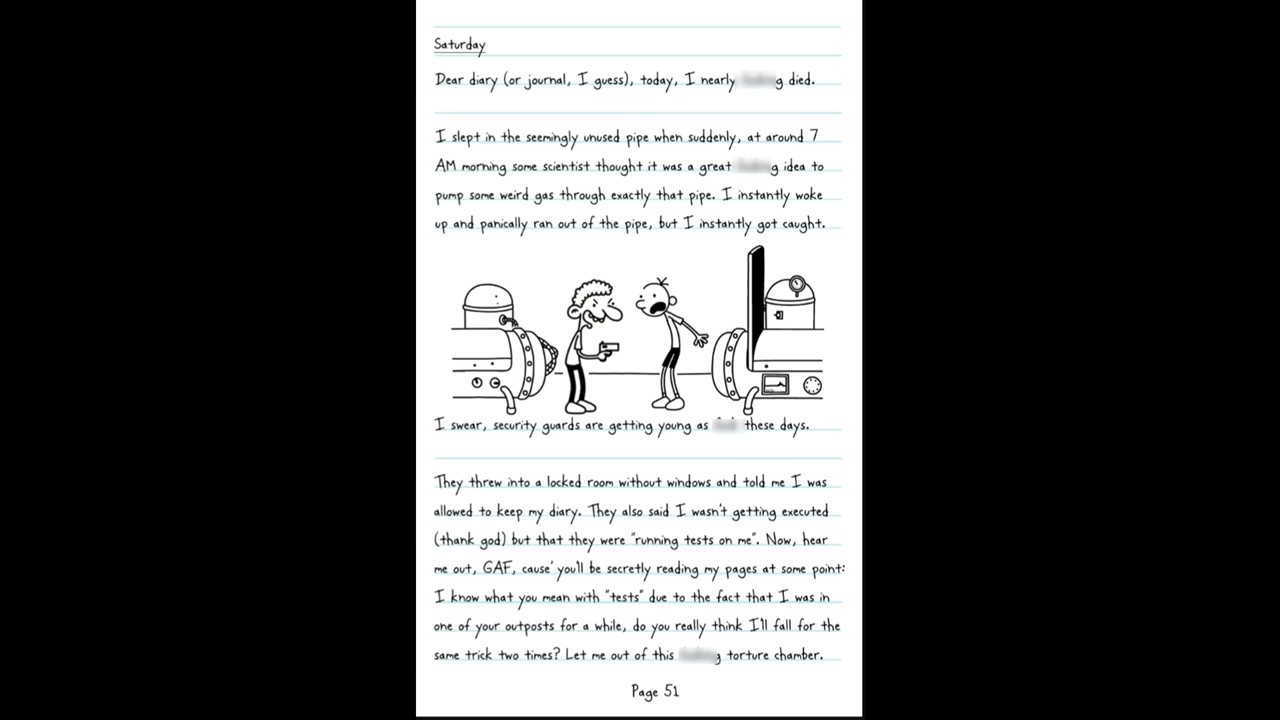 Saturday
Dear diary (or journal, I guess), today, I nearly g died.
I slept in the seemingly unused pipe when suddenly, at around 7
AM morning some scientist thought it was a great g idea to
pump some weird gas through exactly that pipe. I instantly woke
up and panically ran out of the pipe, but I instantly got caught.
I swear, security guards are getting young as these days.
They threw into a locked room without windows and told me I was
allowed to keep my diary. They also said I wasn't getting executed
(thank god) but that they were "running tests on me". Now, hear
me out, GAF, cause' you'll be secretly reading my pages at some point:
I know what you mean with "tests" due to the fact that I was in
one of your outposts for a while, do you really think I'll fall for the
same trick two times? Let me out of this g torture chamber.
Page 51